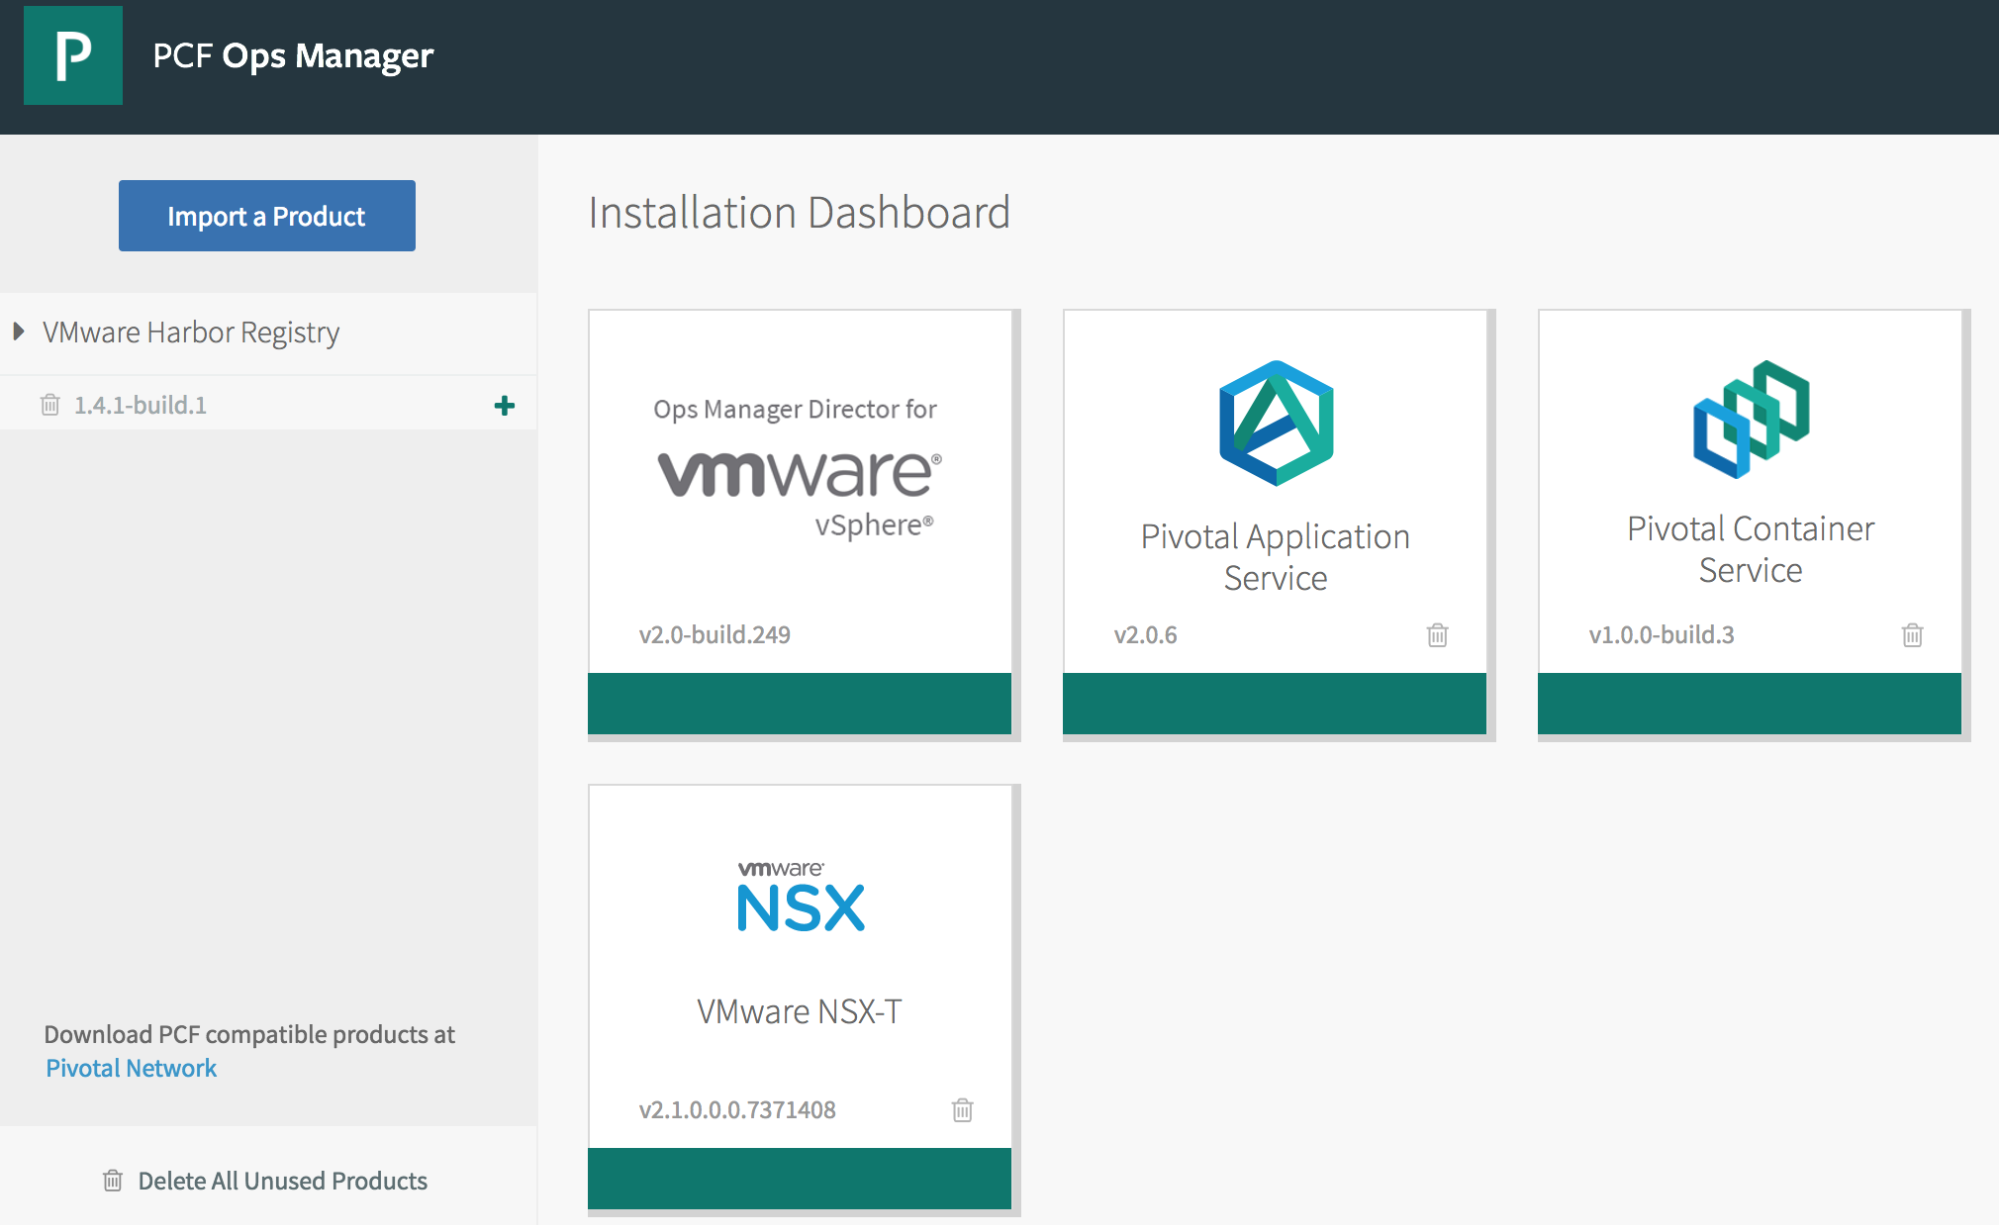 P
PCF Ops Manager
Import a Product
VMware Harbor Registry
1.4.1-build.1
Download PCF compatible products at
Pivotal Network
Delete All Unused Products
Installation Dashboard
Ops Manager Director for
vmware®
vSphere®
v2.0-build.249
Pivotal Application
Service
v2.0.6
Pivotal Container
Service
v1.0.0-build.3
vmware®
NSX
VMware NSX-T
v2.1.0.0.0.7371408